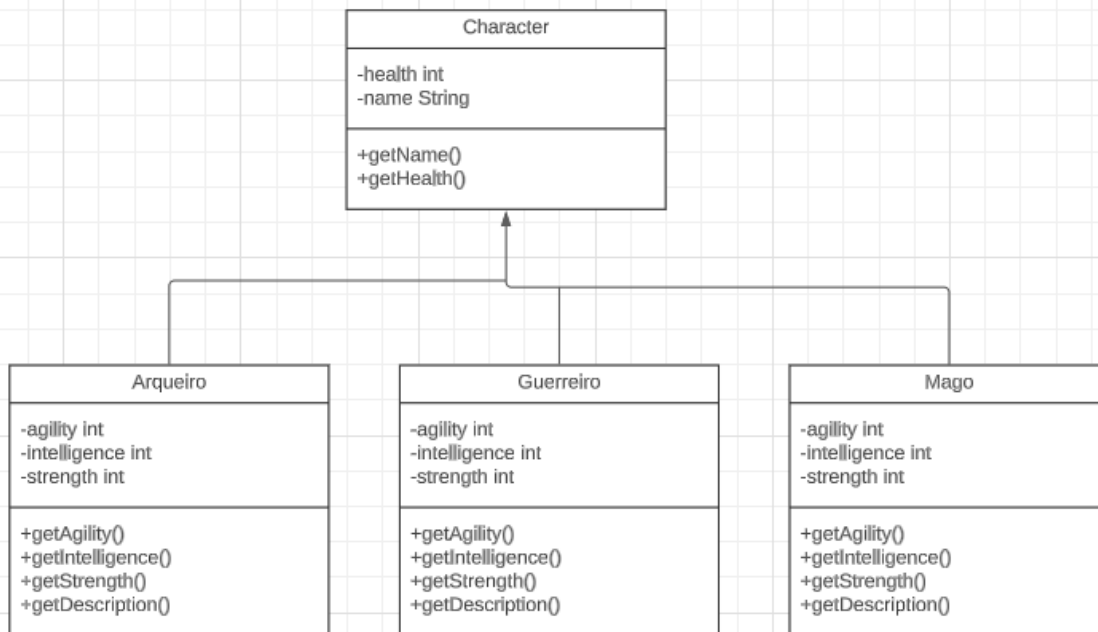 Character
-health int
-name String
+getName()
+getHealth()
Arqueiro
-agility int
-intelligence int
-strength int
+getAgility()
+getIntelligence()
+getStrength()
+getDescription()
Guerreiro
-agility int
-intelligence int
-strength int
+getAgility()
+getIntelligence()
+getStrength()
+getDescription()
Mago
-agility int
-intelligence int
-strength int
+getAgility()
+getIntelligence()
+getStrength()
+getDescription()